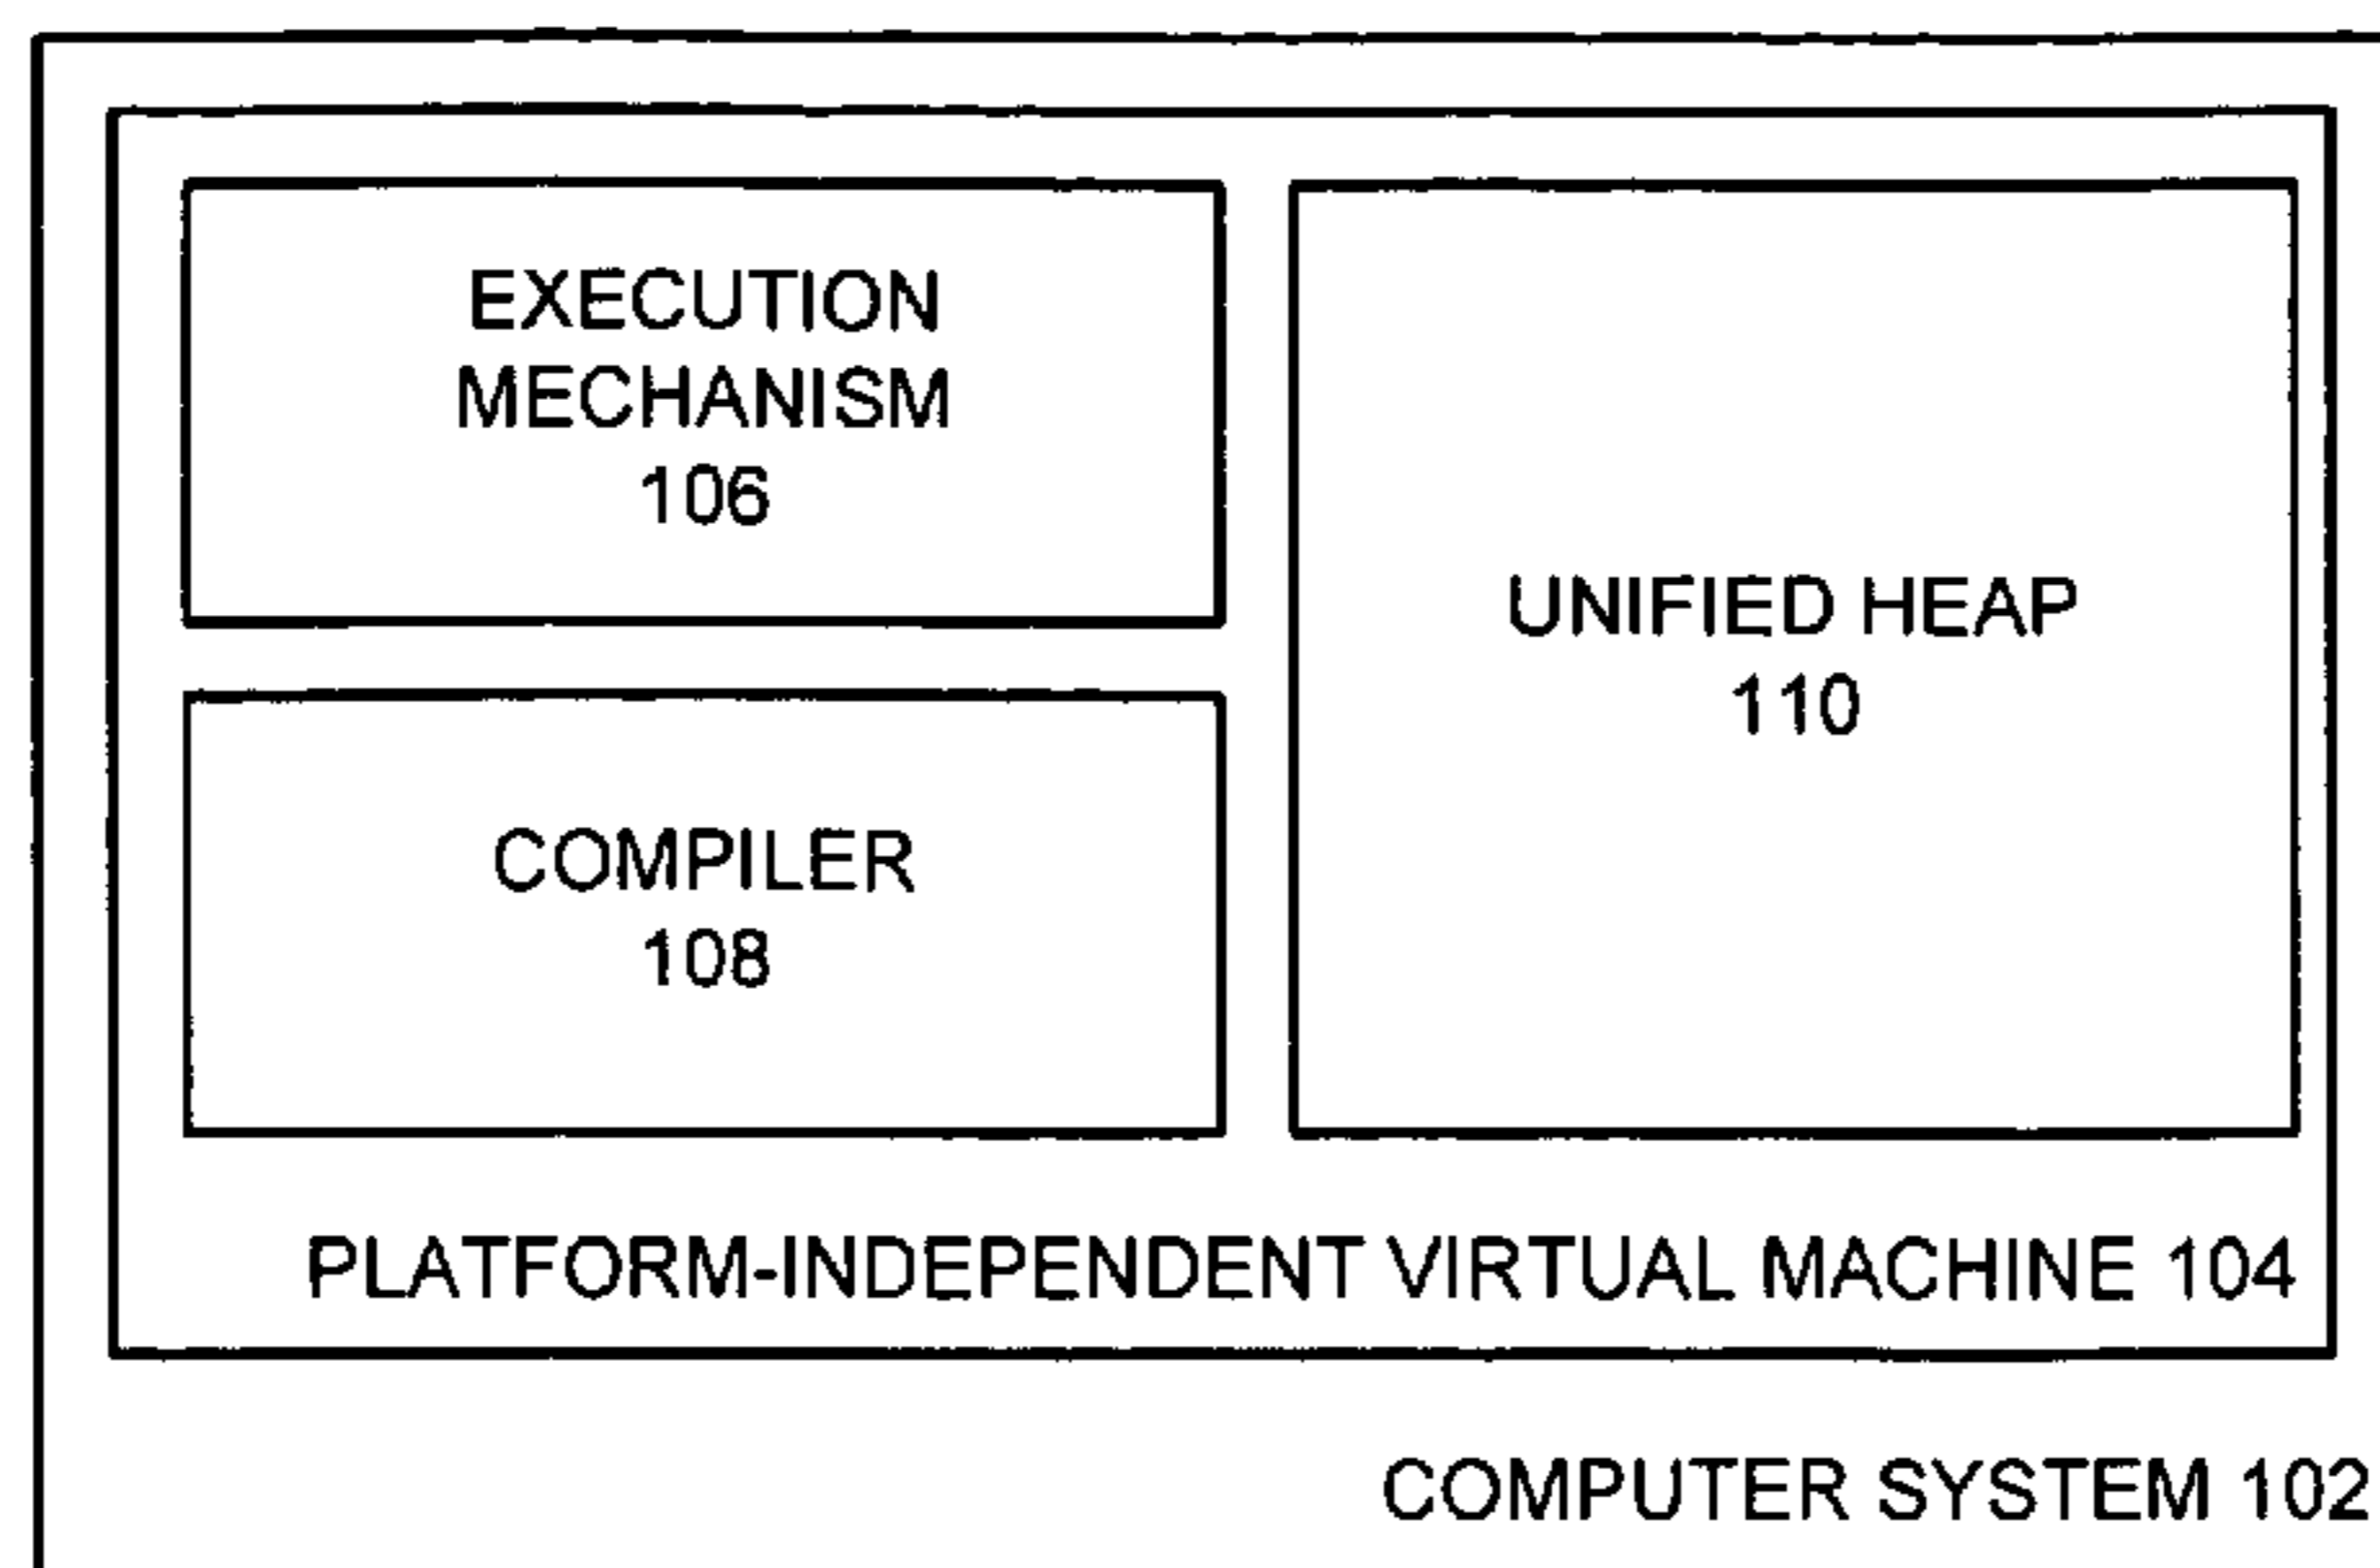 EXECUTION
MECHANISM
106
COMPILER
108
UNIFIED HEAP
110
PLATFORM-INDEPENDENT VIRTUAL MACHINE 104
COMPUTER SYSTEM 102